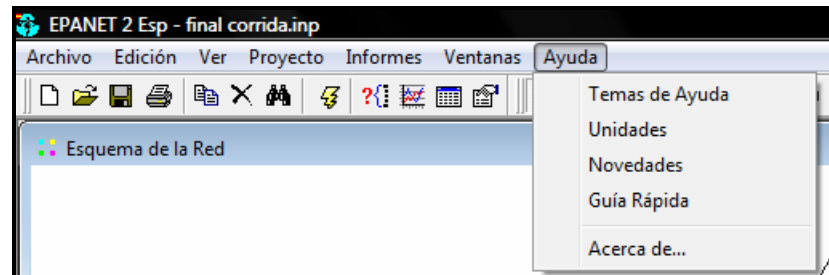 EPANET 2 Esp - final corrida.inp
Archivo Edición Ver Proyecto Informes Ventanas Ayuda
Temas de Ayuda
Unidades
Esquema de la Red
Novedades
Guía Rápida
Acerca de...